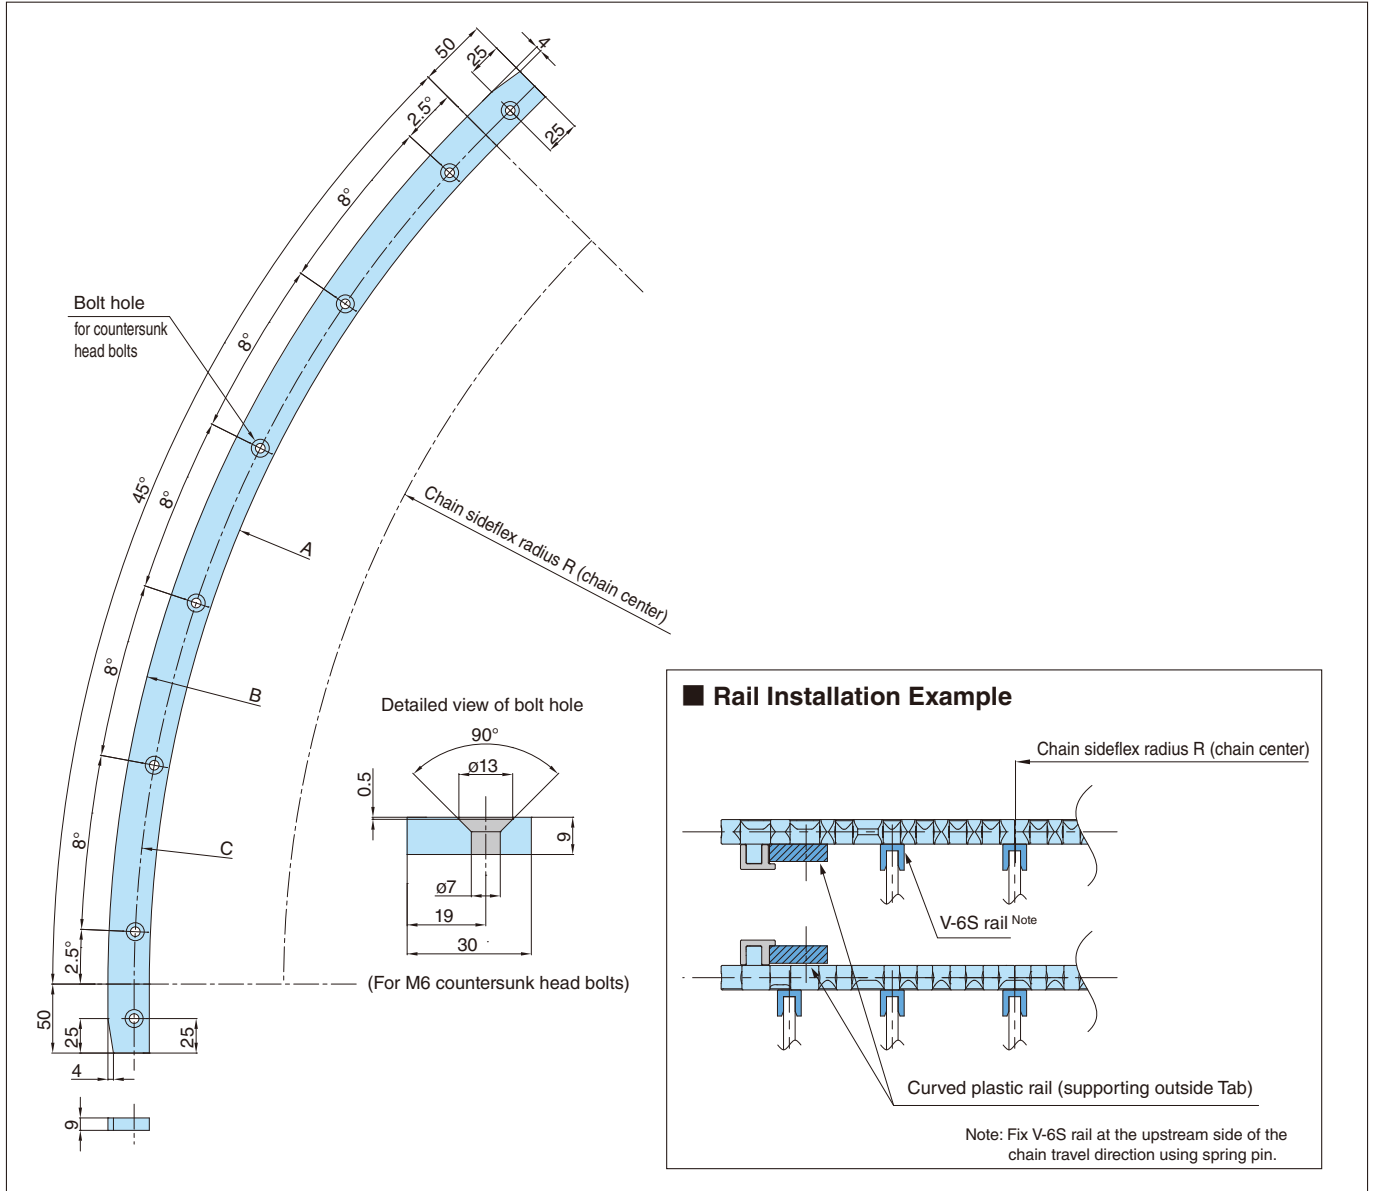 50
25
4
2.5°
25
8°
8°
Bolt hole
for countersunk
head bolts
45°
8°
Chain sideflex radius R (chain center)
A
8°
B
8°
C
2.5°
50
25
25
4
9
Detailed view of bolt hole
90°
ø13
0.5
9
ø7
19
30
(For M6 countersunk head bolts)
■ Rail Installation Example
Chain sideflex radius R (chain center)
V-6S rail Note
Curved plastic rail (supporting outside Tab)
Note: Fix V-6S rail at the upstream side of the
chain travel direction using spring pin.